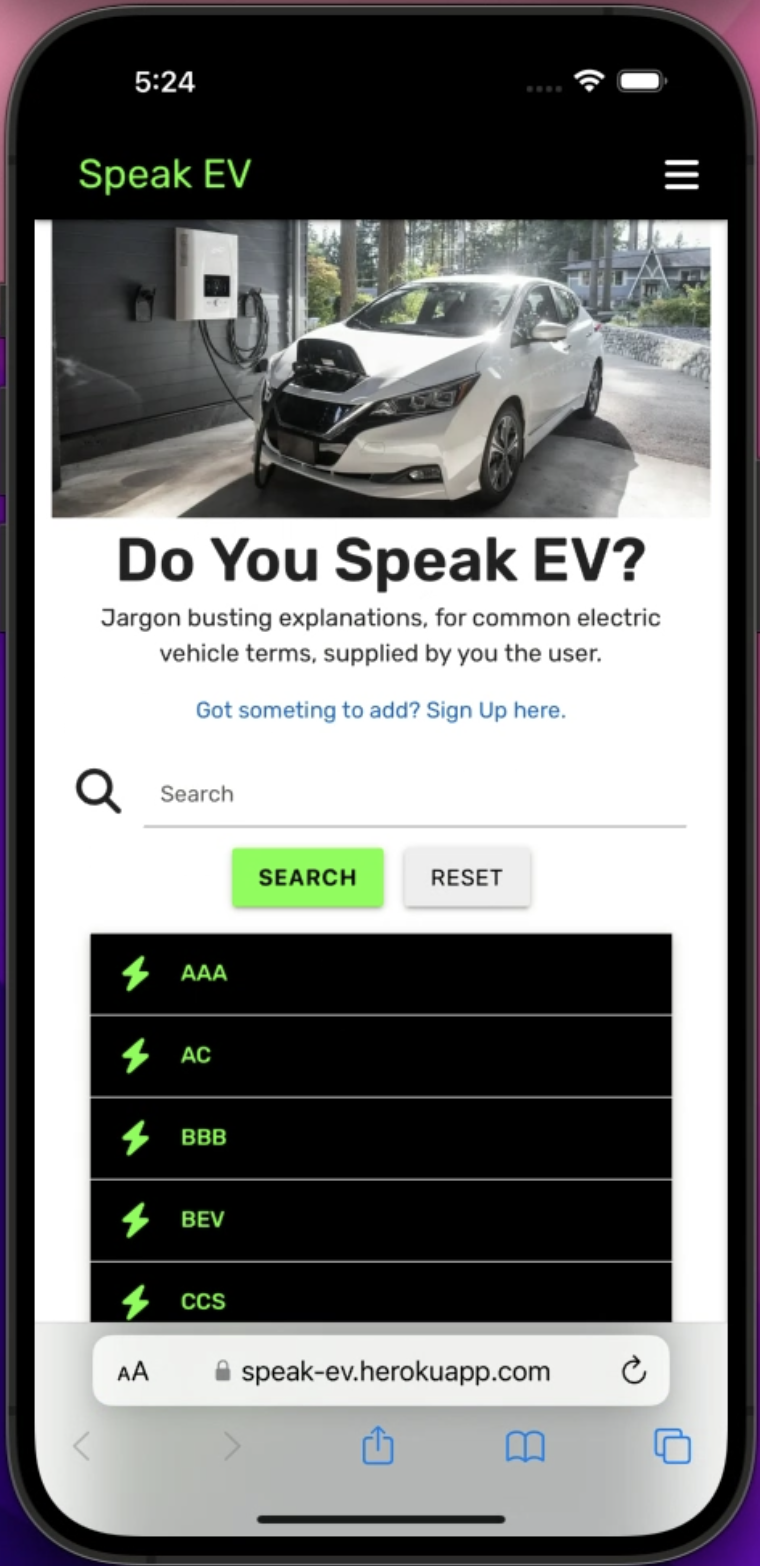 5:24
Speak EV
Do You Speak EV?
Jargon busting explanations, for common electric
vehicle terms, supplied by you the user.
Got someting to add? Sign Up here.
Search
SEARCH RESET
AAA
AC
BBB
BEV
CCS
AA speak-ev.herokuapp.com